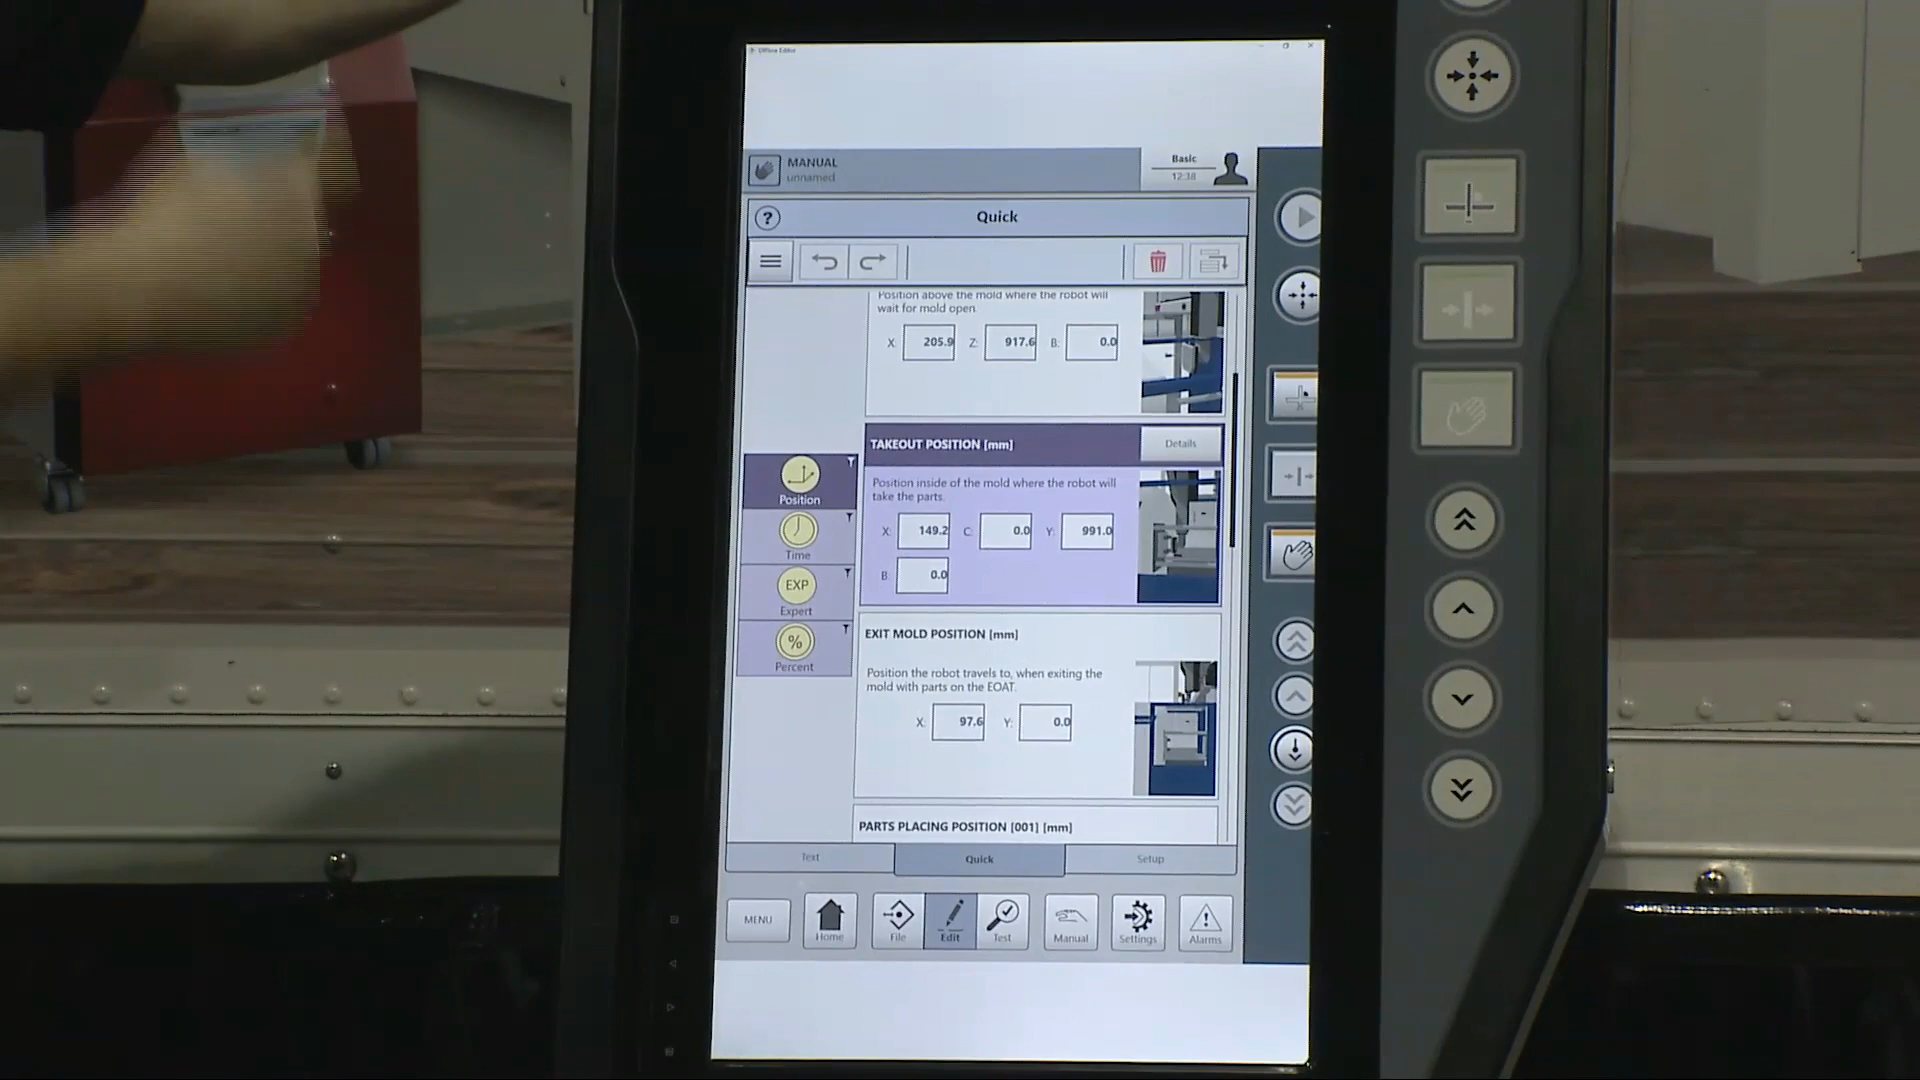 Offline Editor
MANUAL
unnamed
Basic
12:38
?
Quick
Position above the mold where the robot will
wait for mold open.
X: 205.9 Z: 917.6 B: 0.0
TAKEOUT POSITION [mm]
Details
Position inside of the mold where the robot will
take the parts.
X: 149.2 C: 0.0 Y: 991.0
B: 0.0
Position
Time
EXP
Expert
%
Percent
EXIT MOLD POSITION [mm]
Position the robot travels to, when exiting the
mold with parts on the EOAT.
X: 97.6 Y: 0.0
PARTS PLACING POSITION [001] [mm]
Text
Quick
Setup
MENU
Home
File
Edit
Test
Manual
Settings
Alarms